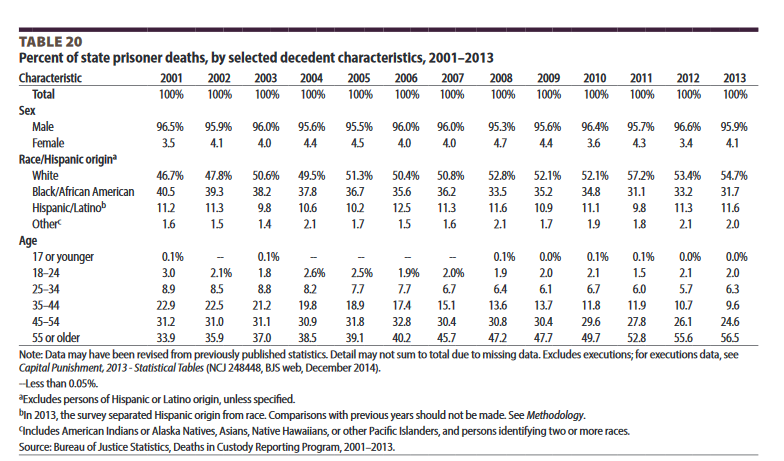 TABLE 20
Percent of state prisoner deaths, by selected decedent characteristics, 2001–2013
Characteristic 2001 2002 2003 2004 2005 2006 2007 2008 2009 2010 2011 2012 2013
Total 100% 100% 100% 100% 100% 100% 100% 100% 100% 100% 100% 100% 100%
Sex
Male 96.5% 95.9% 96.0% 95.6% 95.5% 96.0% 96.0% 95.3% 95.6% 96.4% 95.7% 96.6% 95.9%
Female 3.5 4.1 4.0 4.4 4.5 4.0 4.0 4.7 4.4 3.6 4.3 3.4 4.1
Race/Hispanic originᵃ
White 46.7% 47.8% 50.6% 49.5% 51.3% 50.4% 50.8% 52.8% 52.1% 52.1% 57.2% 53.4% 54.7%
Black/African American 40.5 39.3 38.2 37.8 36.7 35.6 36.2 33.5 35.2 34.8 31.1 33.2 31.7
Hispanic/Latinoᵇ 11.2 11.3 9.8 10.6 10.2 12.5 11.3 11.6 10.9 11.1 9.8 11.3 11.6
Otherᶜ 1.6 1.5 1.4 2.1 1.7 1.5 1.6 2.1 1.7 1.9 1.8 2.1 2.0
Age
17 or younger 0.1% -- 0.1% -- -- -- -- 0.1% 0.0% 0.1% 0.1% 0.0% 0.0%
18–24 3.0 2.1% 1.8 2.6% 2.5% 1.9% 2.0% 1.9 2.0 2.1 1.5 2.1 2.0
25–34 8.9 8.5 8.8 8.2 7.7 7.7 6.7 6.4 6.1 6.7 6.0 5.7 6.3
35–44 22.9 22.5 21.2 19.8 18.9 17.4 15.1 13.6 13.7 11.8 11.9 10.7 9.6
45–54 31.2 31.0 31.1 30.9 31.8 32.8 30.4 30.8 30.4 29.6 27.8 26.1 24.6
55 or older 33.9 35.9 37.0 38.5 39.1 40.2 45.7 47.2 47.7 49.7 52.8 55.6 56.5
Note: Data may have been revised from previously published statistics. Detail may not sum to total due to missing data. Excludes executions; for executions data, see
Capital Punishment, 2013 - Statistical Tables (NCJ 248448, BJS web, December 2014).
--Less than 0.05%.
ᵃExcludes persons of Hispanic or Latino origin, unless specified.
ᵇIn 2013, the survey separated Hispanic origin from race. Comparisons with previous years should not be made. See Methodology.
ᶜIncludes American Indians or Alaska Natives, Asians, Native Hawaiians, or other Pacific Islanders, and persons identifying two or more races.
Source: Bureau of Justice Statistics, Deaths in Custody Reporting Program, 2001–2013.